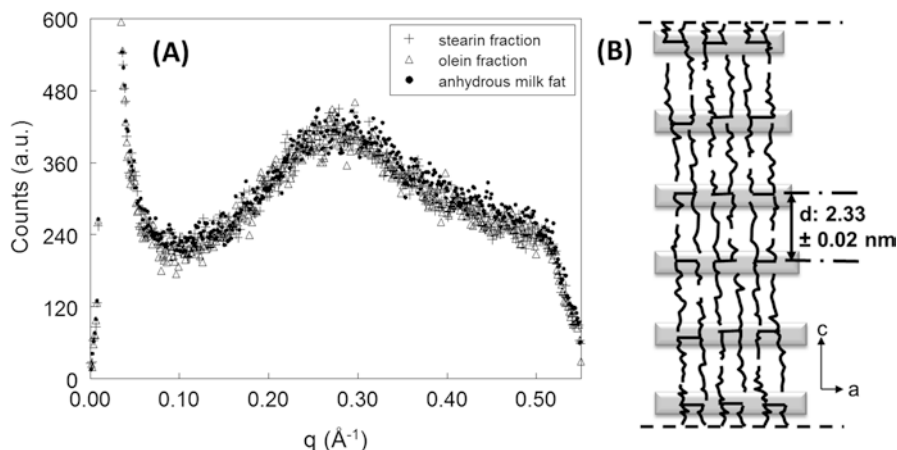 (A)
600
480
360
240
120
0
Counts (a.u.)
0.00 0.10 0.20 0.30 0.40 0.50
q (Å⁻¹)
+ stearin fraction
△ olein fraction
• anhydrous milk fat
(B)
d: 2.33
± 0.02 nm
c
a